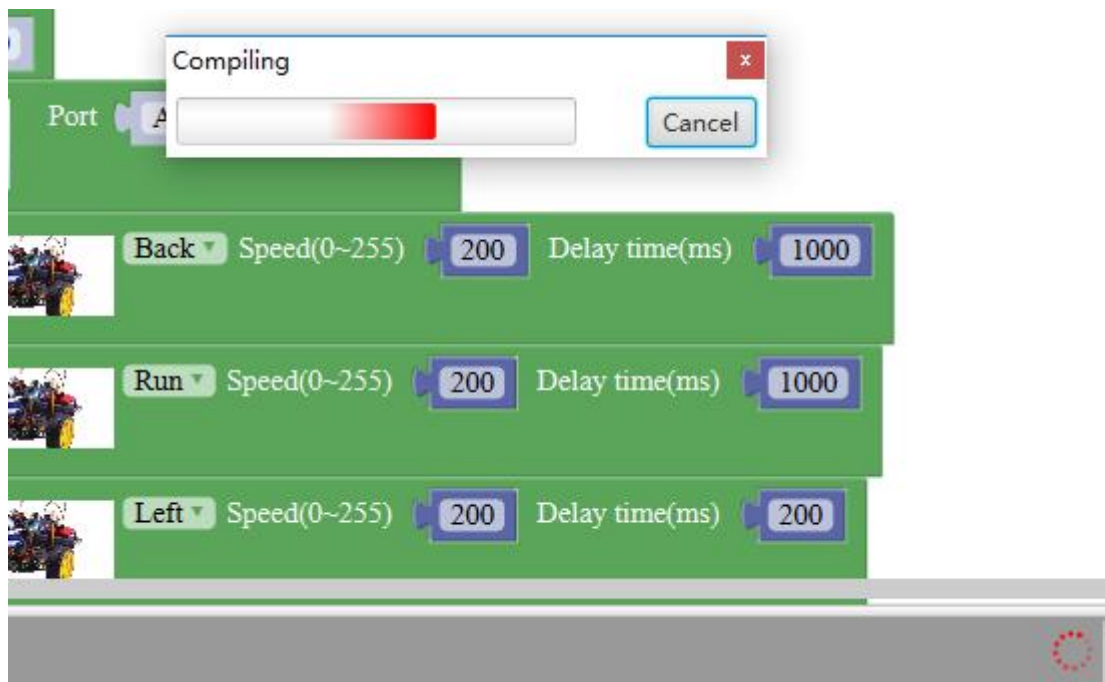 Compiling
x
Port A
Cancel
Back Speed(0~255) 200 Delay time(ms) 1000
Run Speed(0~255) 200 Delay time(ms) 1000
Left Speed(0~255) 200 Delay time(ms) 200